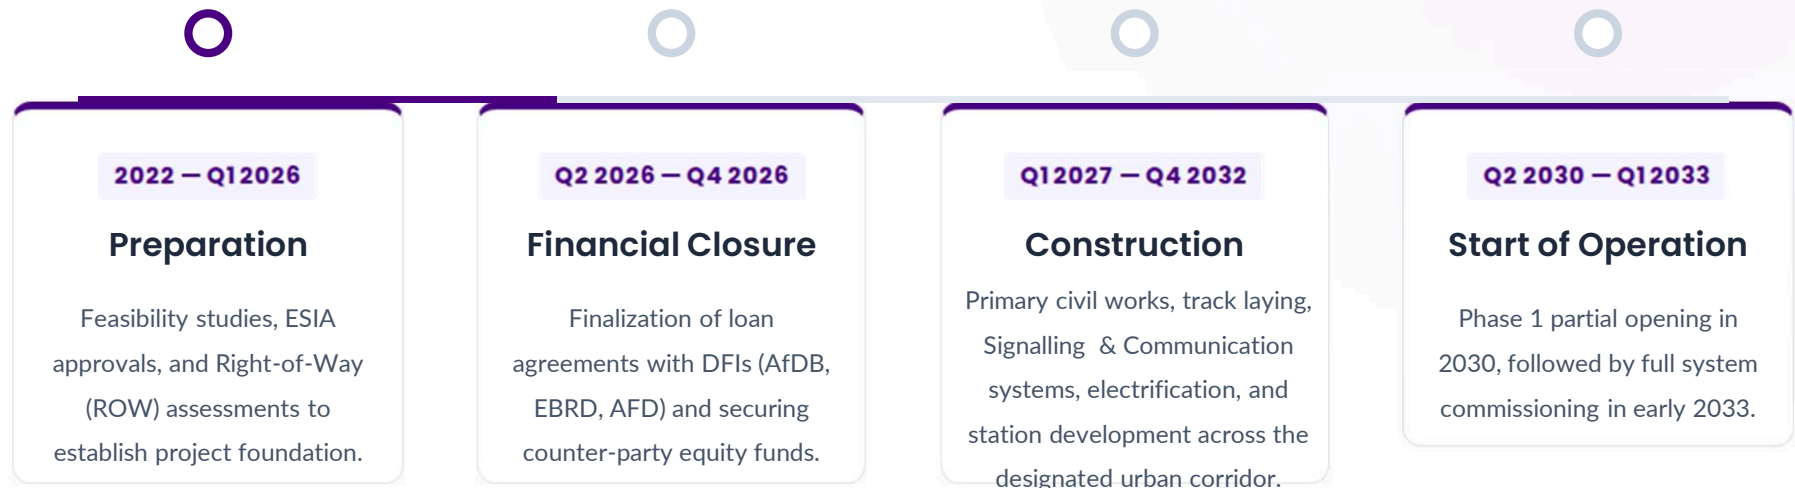 2022 — Q1 2026
Preparation
Feasibility studies, ESIA
approvals, and Right-of-Way
(ROW) assessments to
establish project foundation.
Q2 2026 — Q4 2026
Financial Closure
Finalization of loan
agreements with DFIs (AfDB,
EBRD, AFD) and securing
counter-party equity funds.
Q1 2027 — Q4 2032
Construction
Primary civil works, track laying,
Signalling  & Communication
systems, electrification, and
station development across the
designated urban corridor.
Q2 2030 — Q1 2033
Start of Operation
Phase 1 partial opening in
2030, followed by full system
commissioning in early 2033.